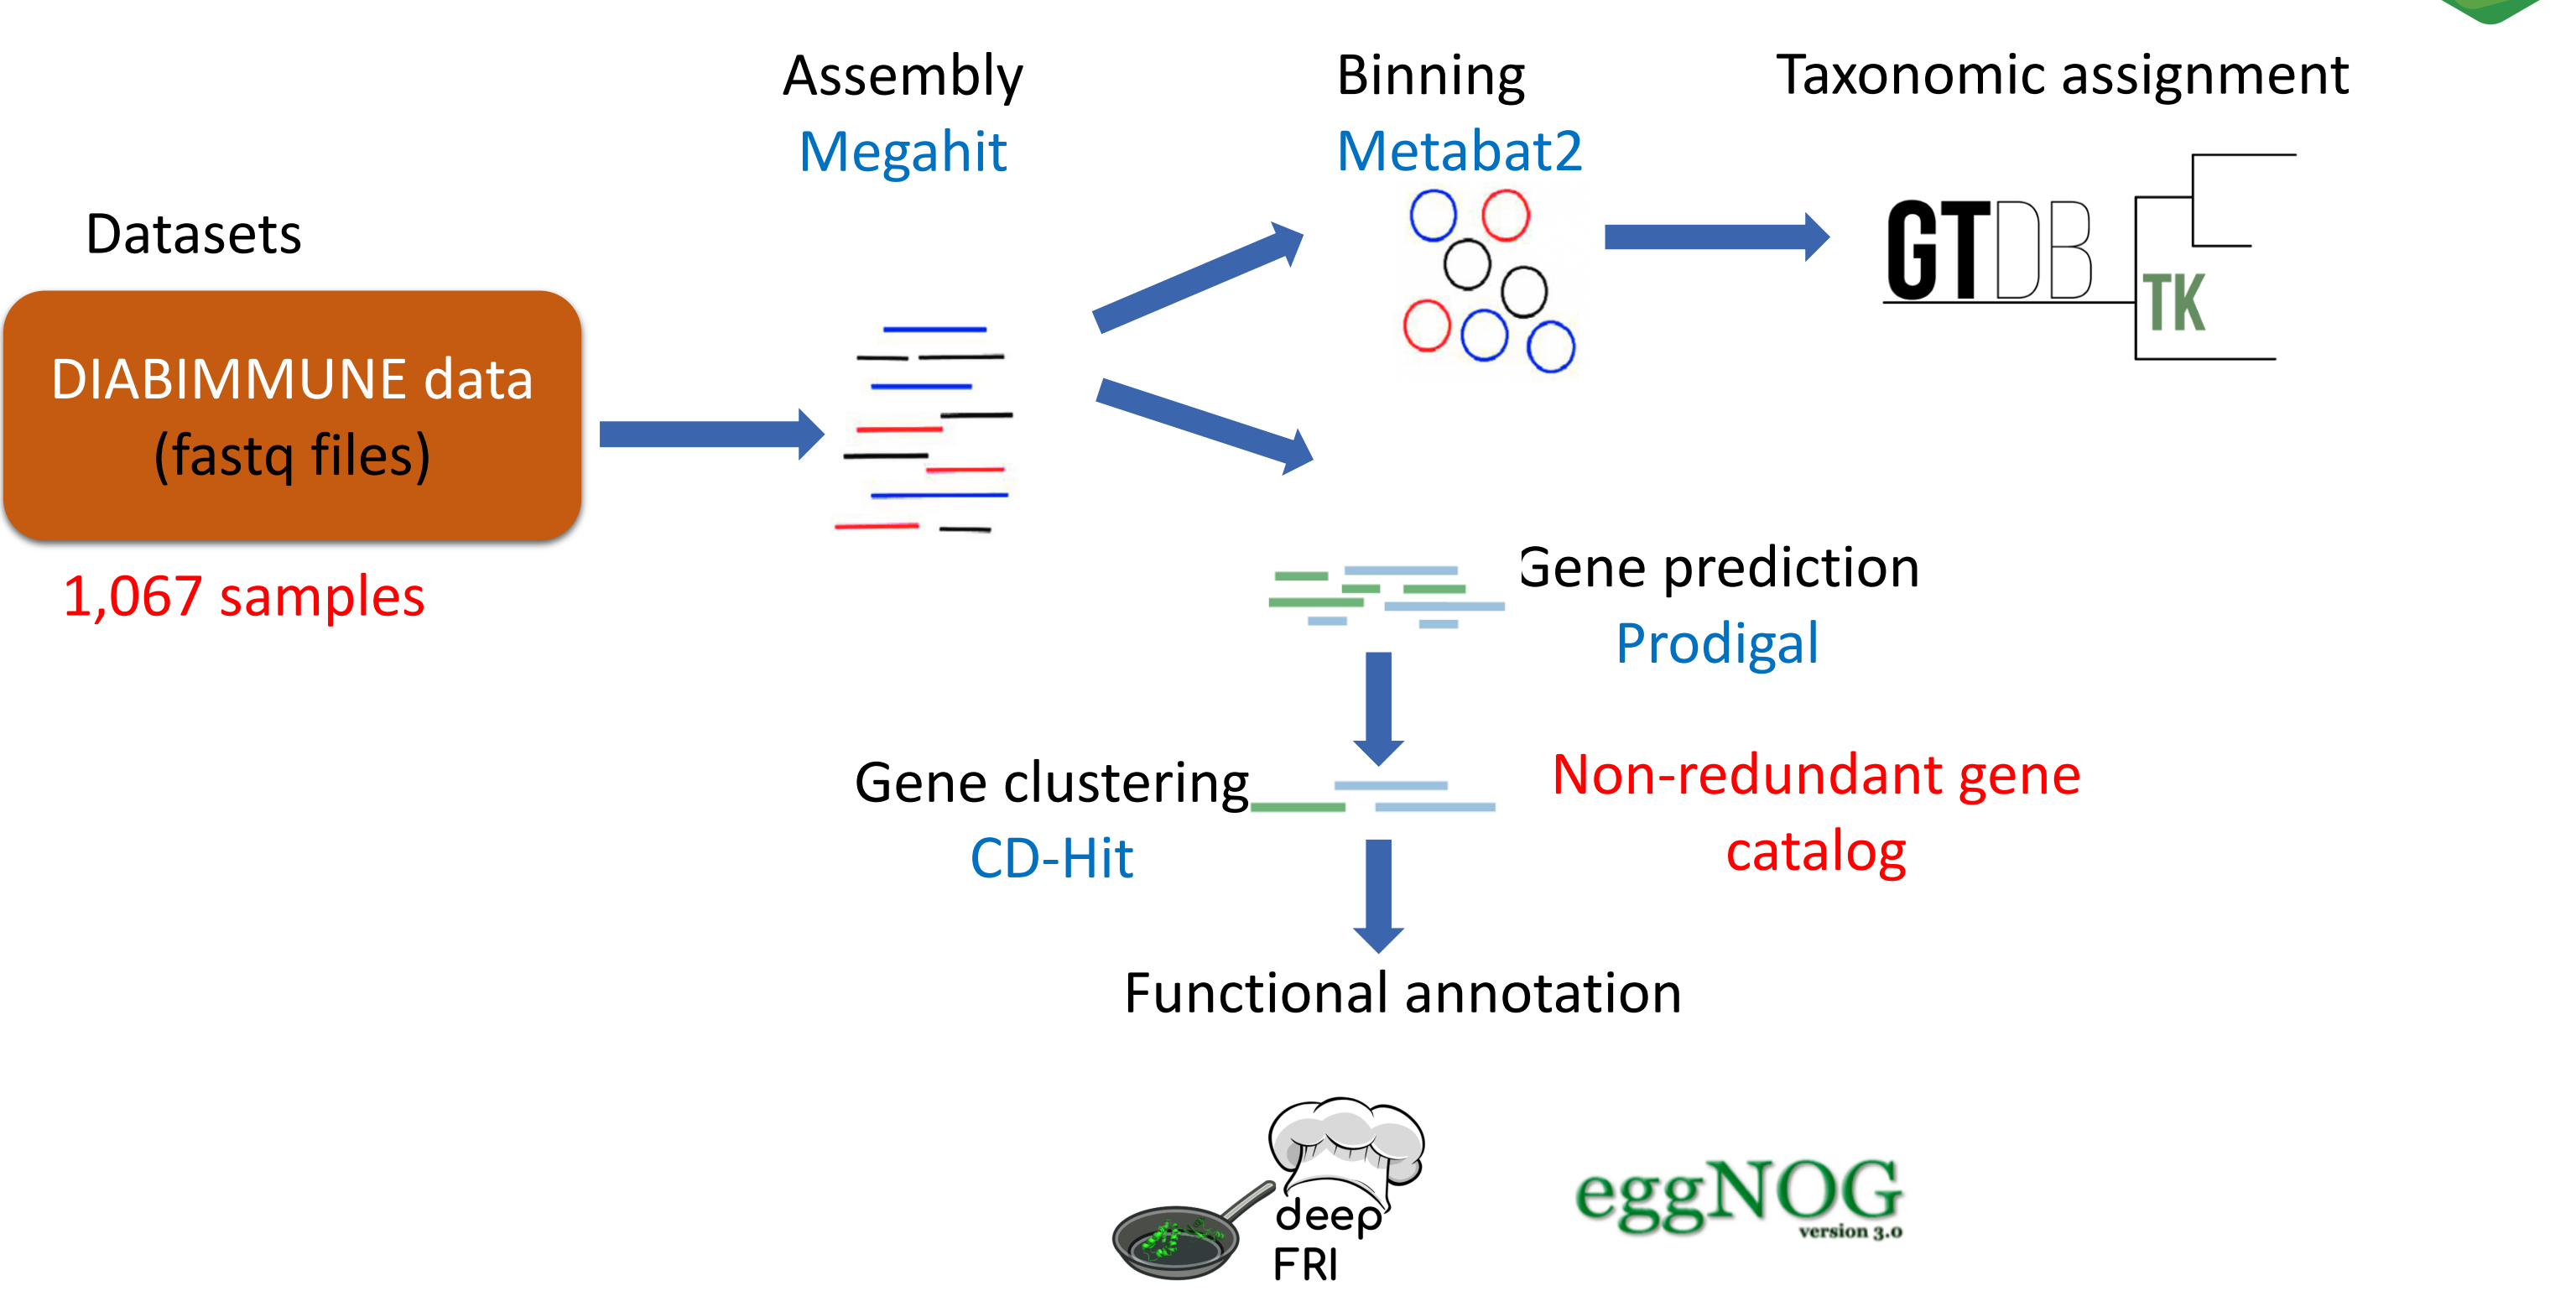 Assembly
Megahit
Binning
Metabat2
Taxonomic assignment
GTDB
TK
Datasets
DIABIMMUNE data
(fastq files)
1,067 samples
Gene prediction
Prodigal
Gene clustering
CD-Hit
Non-redundant gene
catalog
Functional annotation
deep
FRI
eggNOG
version 3.0